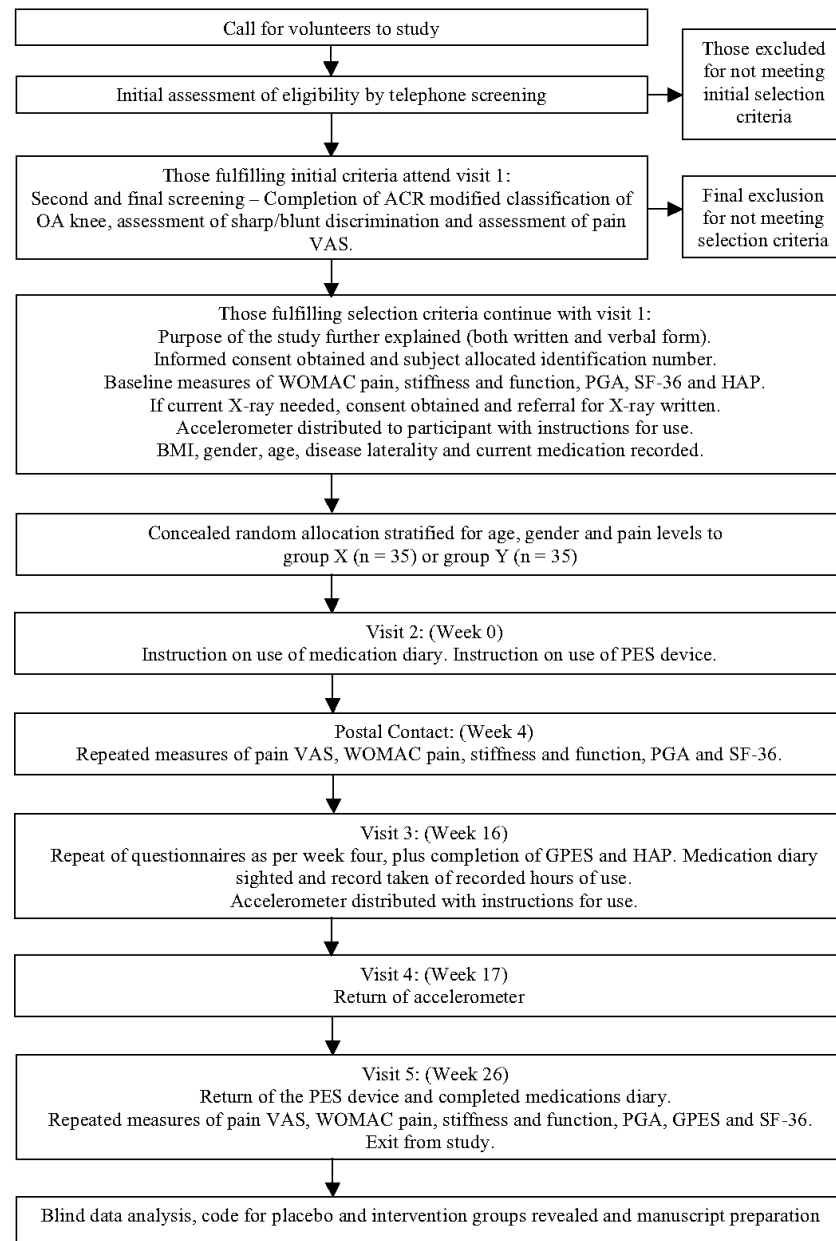 Call for volunteers to study
Initial assessment of eligibility by telephone screening
Those excluded
for not meeting
initial selection
criteria
Those fulfilling initial criteria attend visit 1:
Second and final screening – Completion of ACR modified classification of
OA knee, assessment of sharp/blunt discrimination and assessment of pain
VAS.
Final exclusion
for not meeting
selection criteria
Those fulfilling selection criteria continue with visit 1:
Purpose of the study further explained (both written and verbal form).
Informed consent obtained and subject allocated identification number.
Baseline measures of WOMAC pain, stiffness and function, PGA, SF-36 and HAP.
If current X-ray needed, consent obtained and referral for X-ray written.
Accelerometer distributed to participant with instructions for use.
BMI, gender, age, disease laterality and current medication recorded.
Concealed random allocation stratified for age, gender and pain levels to
group X (n = 35) or group Y (n = 35)
Visit 2: (Week 0)
Instruction on use of medication diary. Instruction on use of PES device.
Postal Contact: (Week 4)
Repeated measures of pain VAS, WOMAC pain, stiffness and function, PGA and SF-36.
Visit 3: (Week 16)
Repeat of questionnaires as per week four, plus completion of GPES and HAP. Medication diary
sighted and record taken of recorded hours of use.
Accelerometer distributed with instructions for use.
Visit 4: (Week 17)
Return of accelerometer
Visit 5: (Week 26)
Return of the PES device and completed medications diary.
Repeated measures of pain VAS, WOMAC pain, stiffness and function, PGA, GPES and SF-36.
Exit from study.
Blind data analysis, code for placebo and intervention groups revealed and manuscript preparation